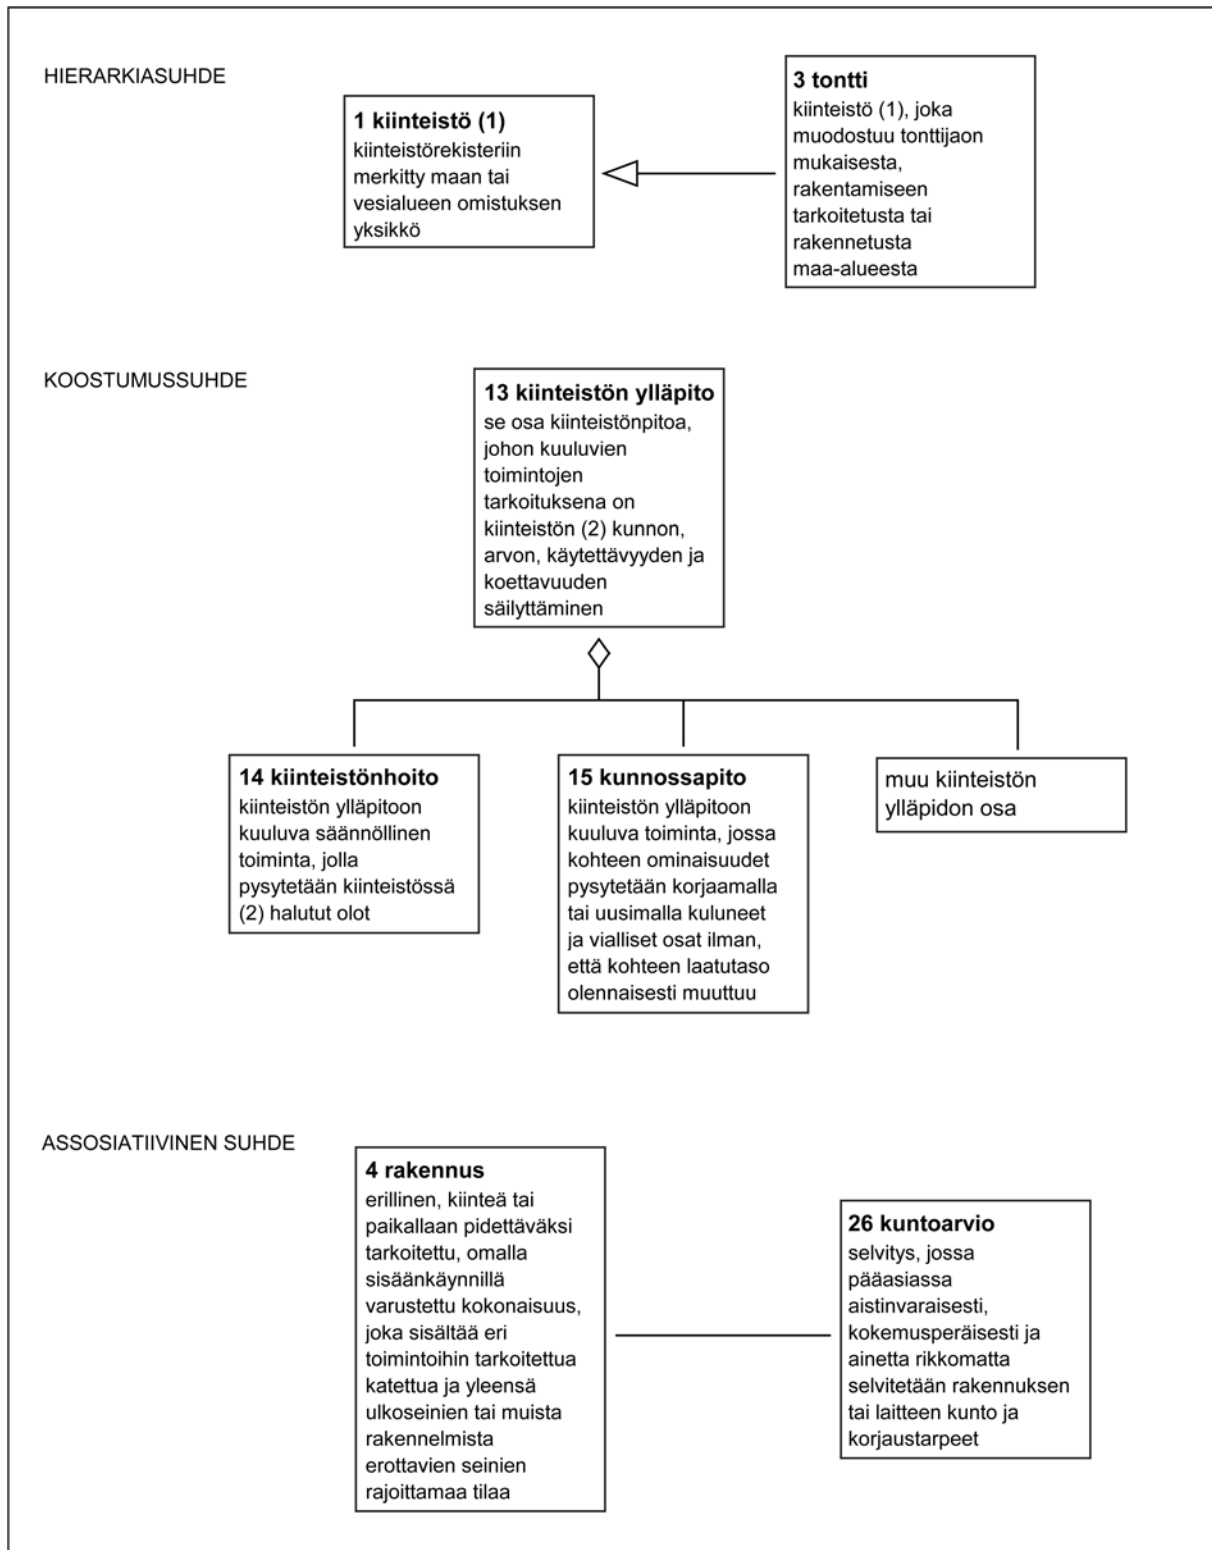 HIERARKIASUHDE
1 kiinteistö (1)
kiinteistörekisteriin
merkitty maan tai
vesialueen omistuksen
yksikkö
3 tontti
kiinteistö (1), joka
muodostuu tonttijaon
mukaisesta,
rakentamiseen
tarkoitetusta tai
rakennetusta
maa-alueesta
KOOSTUMUSSUHDE
13 kiinteistön ylläpito
se osa kiinteistönpitoa,
johon kuuluvien
toimintojen
tarkoituksena on
kiinteistön (2) kunnon,
arvon, käytettävyyden ja
koettavuuden
säilyttäminen
14 kiinteistönhoito
kiinteistön ylläpitoon
kuuluva säännöllinen
toiminta, jolla
pysytetään kiinteistössä
(2) halutut olot
15 kunnossapito
kiinteistön ylläpitoon
kuuluva toiminta, jossa
kohteen ominaisuudet
pysytetään korjaamalla
tai uusimalla kuluneet
ja vialliset osat ilman,
että kohteen laatutaso
olennaisesti muuttuu
muu kiinteistön
ylläpidon osa
ASSOSIATIIVINEN SUHDE
4 rakennus
erillinen, kiinteä tai
paikallaan pidettäväksi
tarkoitettu, omalla
sisäänkäynnillä
varustettu kokonaisuus,
joka sisältää eri
toimintoihin tarkoitettua
katettua ja yleensä
ulkoseinien tai muista
rakennelmista
erottavien seinien
rajoittamaa tilaa
26 kuntoarvio
selvitys, jossa
pääasiassa
aistinvaraisesti,
kokemusperäisesti ja
ainetta rikkomatta
selvitetään rakennuksen
tai laitteen kunto ja
korjaustarpeet